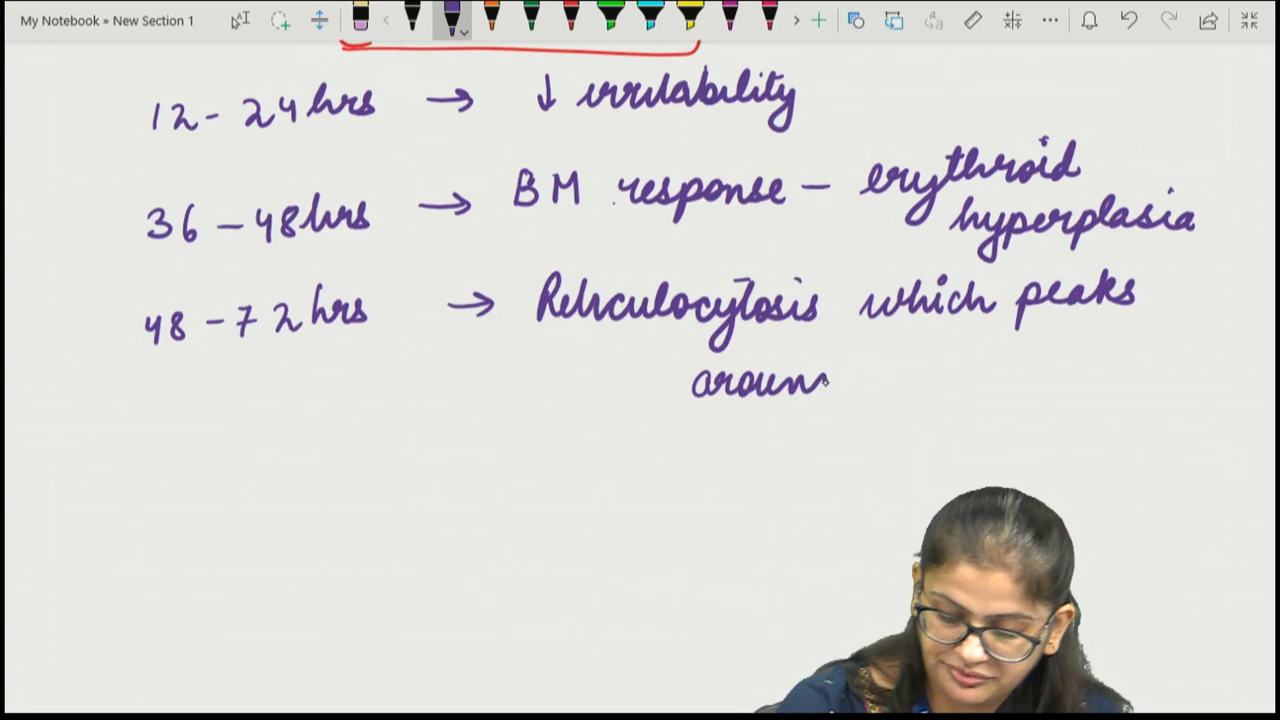 My Notebook » New Section 1
12 - 24 hrs → ↓ irritability
36 - 48 hrs → BM response - erythroid
hyperplasia
48 - 72 hrs → Reticulocytosis which peaks
aroun